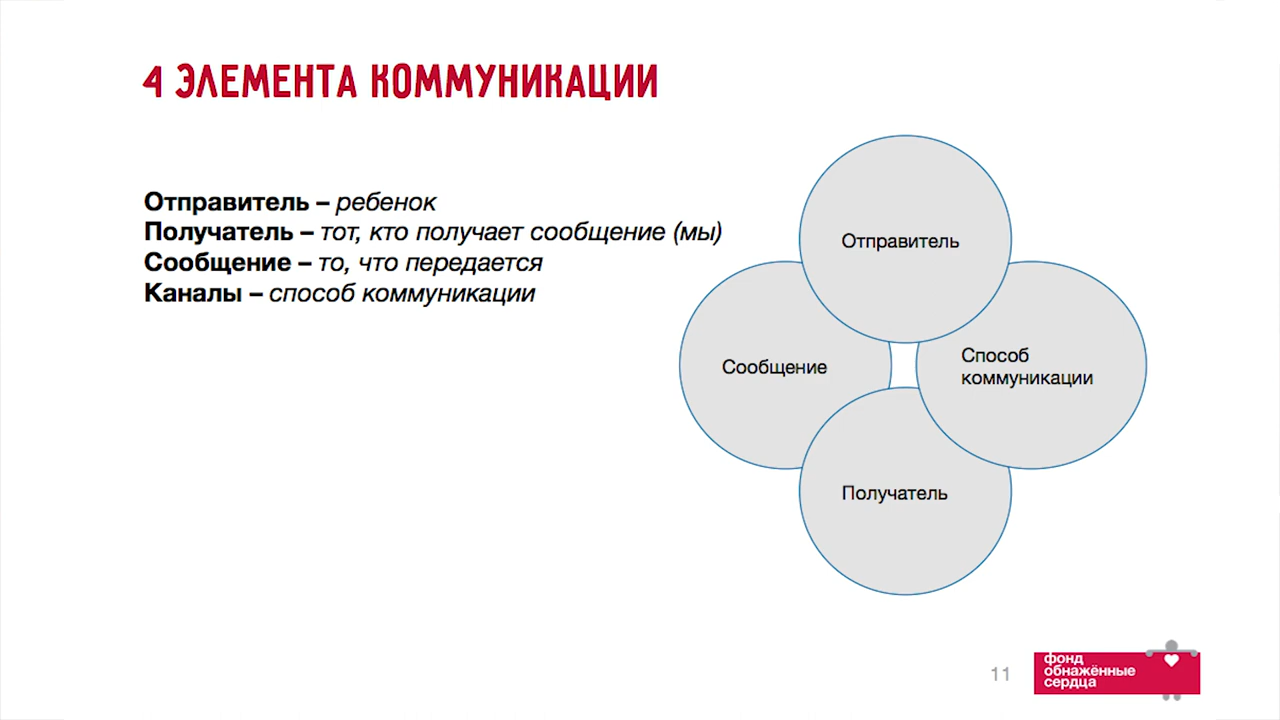 4 ЭЛЕМЕНТА КОММУНИКАЦИИ
Отправитель – ребенок
Получатель – тот, кто получает сообщение (мы)
Сообщение – то, что передается
Каналы – способ коммуникации
Отправитель
Сообщение
Способ
коммуникации
Получатель
11
фонд
обнажённые
сердца